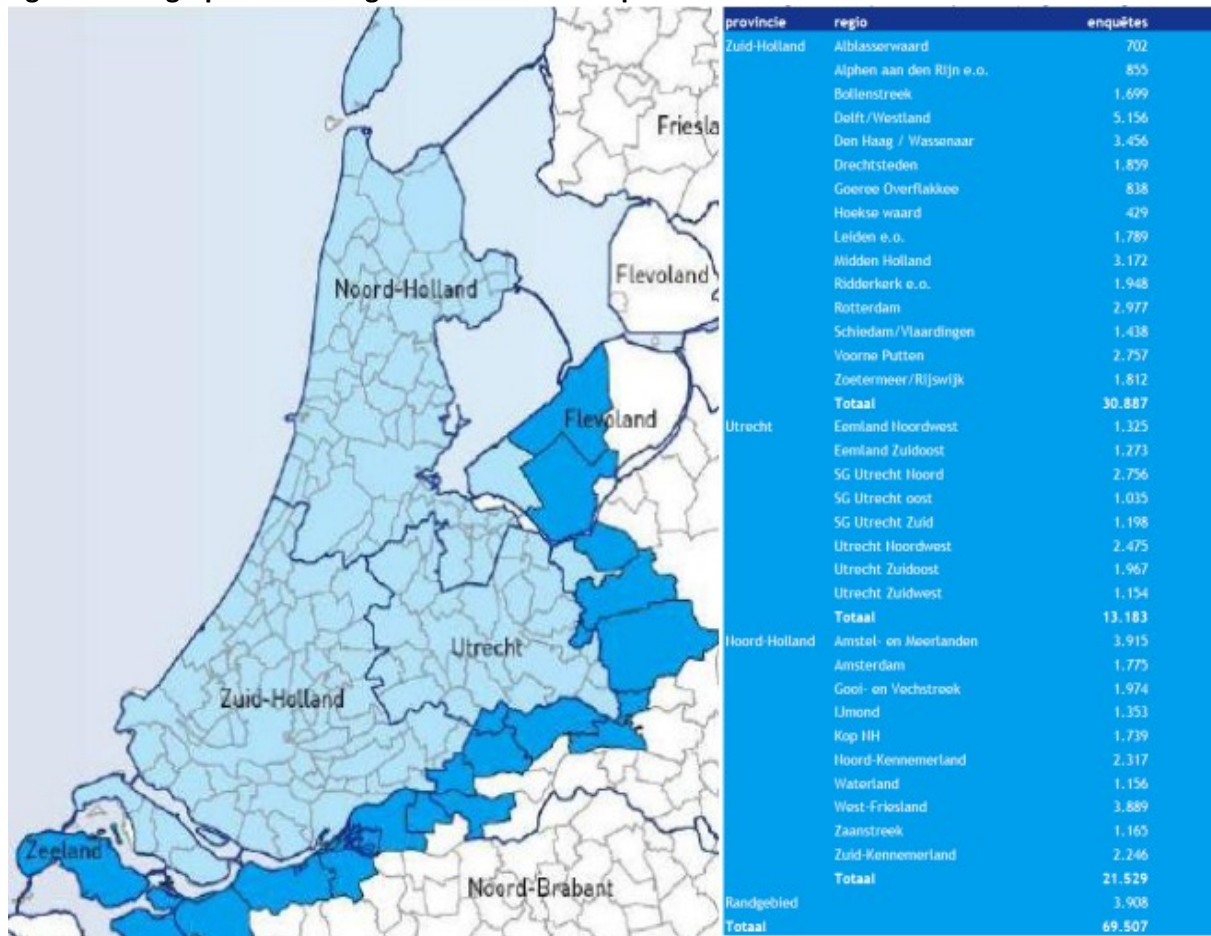 Friesla
Flevoland
Noord-Holland
Flevoland
Utrecht
Zuid-Holland
Zeeland
Noord-Brabant
provincie regio enquêtes
Zuid-Holland Alblasserwaard 702
Alphen aan den Rijn e.o. 855
Bollenstreek 1.699
Delft/Westland 5.156
Den Haag / Wassenaar 3.456
Drechtsteden 1.859
Goeree Overflakkee 838
Hoekse waard 429
Leiden e.o. 1.789
Midden Holland 3.172
Ridderkerk e.o. 1.948
Rotterdam 2.977
Schiedam/Vlaardingen 1.438
Voorne Putten 2.757
Zoetermeer/Rijswijk 1.812
Totaal 30.887
Utrecht Eemland Noordwest 1.325
Eemland Zuidoost 1.273
SG Utrecht Noord 2.756
SG Utrecht oost 1.035
SG Utrecht Zuid 1.198
Utrecht Noordwest 2.475
Utrecht Zuidoost 1.967
Utrecht Zuidwest 1.154
Totaal 13.183
Noord-Holland Amstel- en Meerlanden 3.915
Amsterdam 1.775
Gooi- en Vechstreek 1.974
IJmond 1.353
Kop NH 1.739
Noord-Kennemerland 2.317
Waterland 1.156
West-Friesland 3.889
Zaanstreek 1.165
Zuid-Kennemerland 2.246
Totaal 21.529
Randgebied 3.908
Totaal 69.507